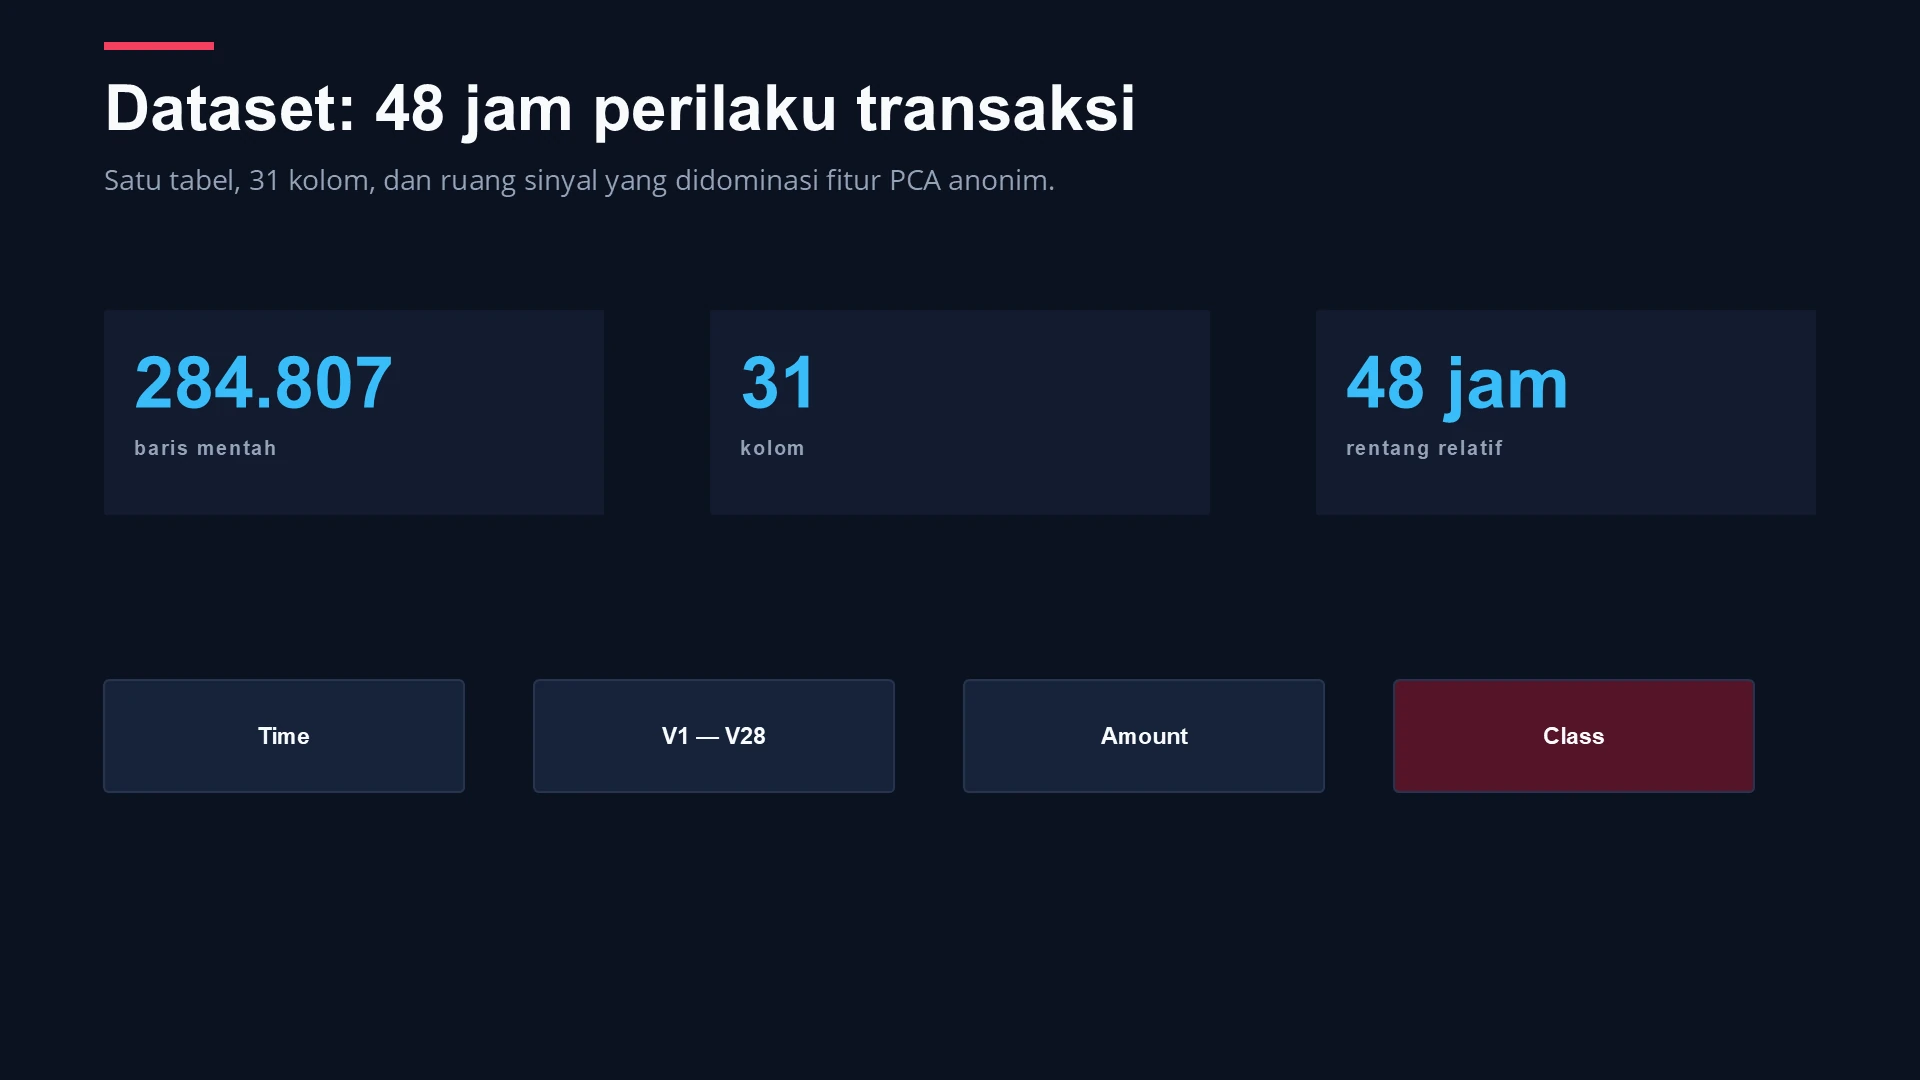 Dataset: 48 jam perilaku transaksi
Satu tabel, 31 kolom, dan ruang sinyal yang didominasi fitur PCA anonim.
284.807
baris mentah
31
kolom
48 jam
rentang relatif
Time
V1 — V28
Amount
Class